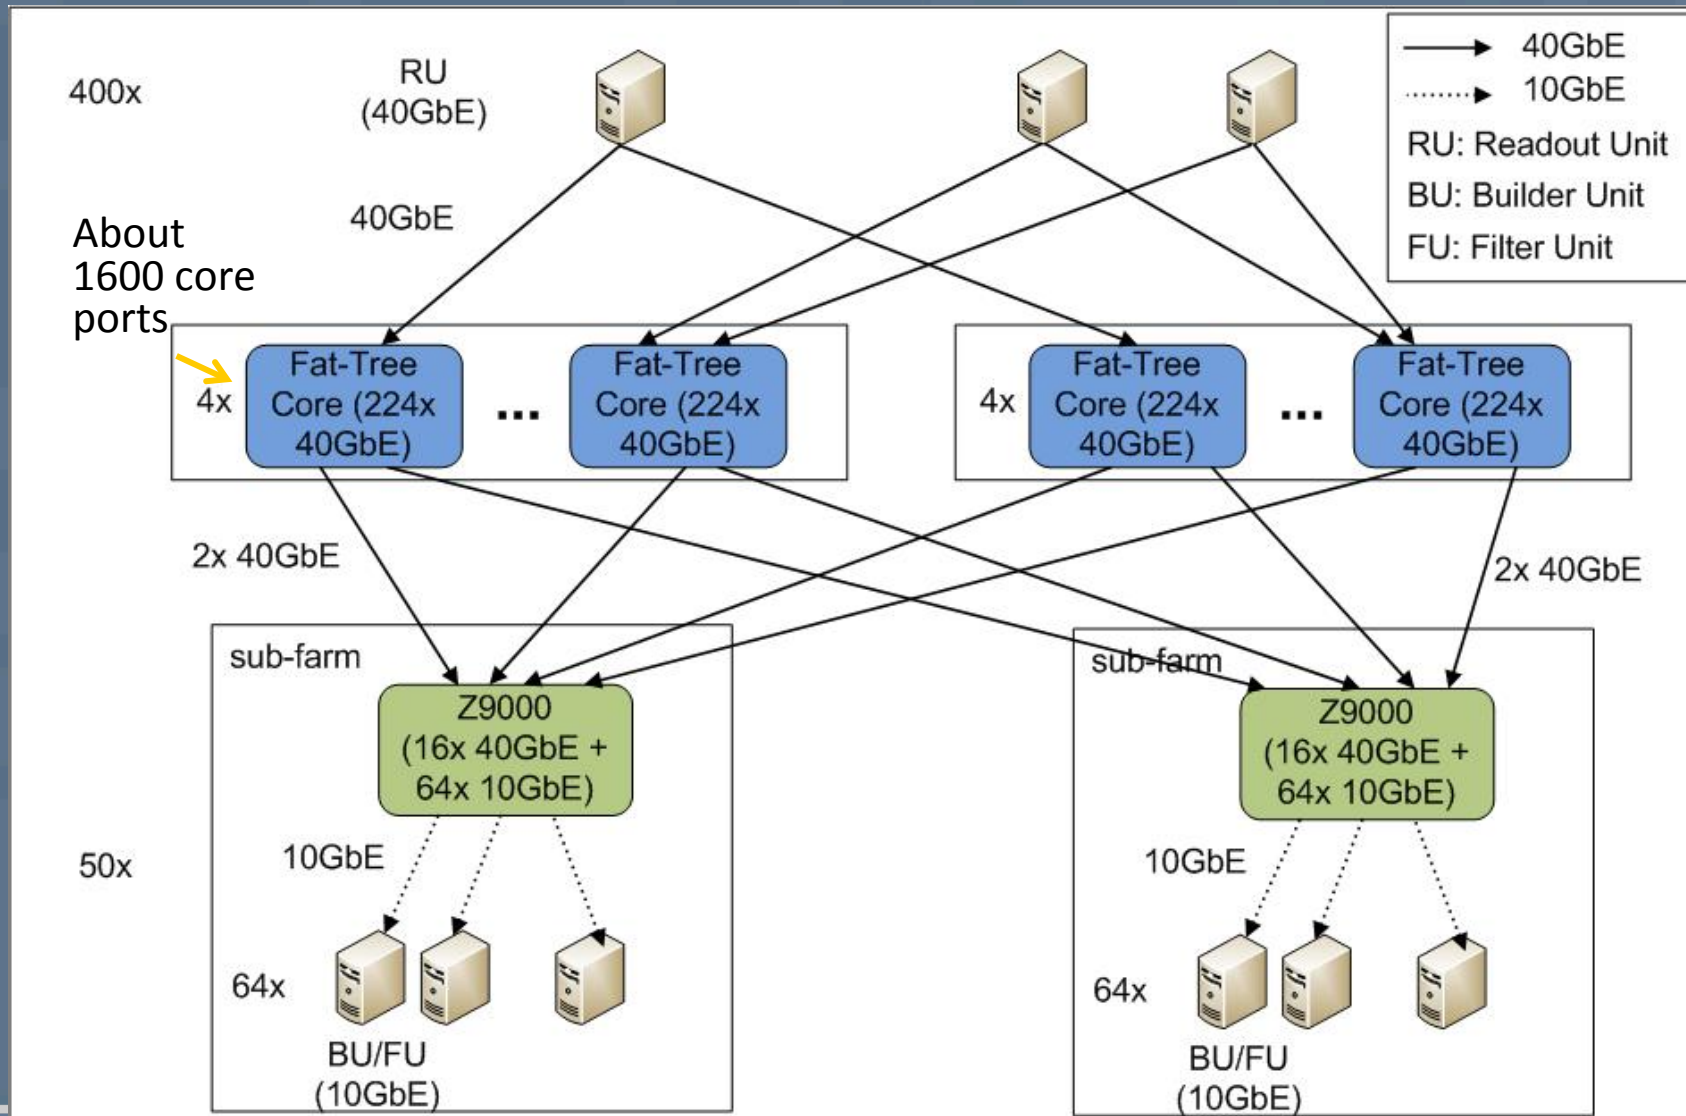 400x
RU
(40GbE)
40GbE
10GbE
RU: Readout Unit
BU: Builder Unit
FU: Filter Unit
About
1600 core
ports
40GbE
4x
Fat-Tree
Core (224x
40GbE)
...
Fat-Tree
Core (224x
40GbE)
4x
Fat-Tree
Core (224x
40GbE)
...
Fat-Tree
Core (224x
40GbE)
2x 40GbE
2x 40GbE
sub-farm
Z9000
(16x 40GbE +
64x 10GbE)
sub-farm
Z9000
(16x 40GbE +
64x 10GbE)
50x
10GbE
64x
BU/FU
(10GbE)
10GbE
64x
BU/FU
(10GbE)